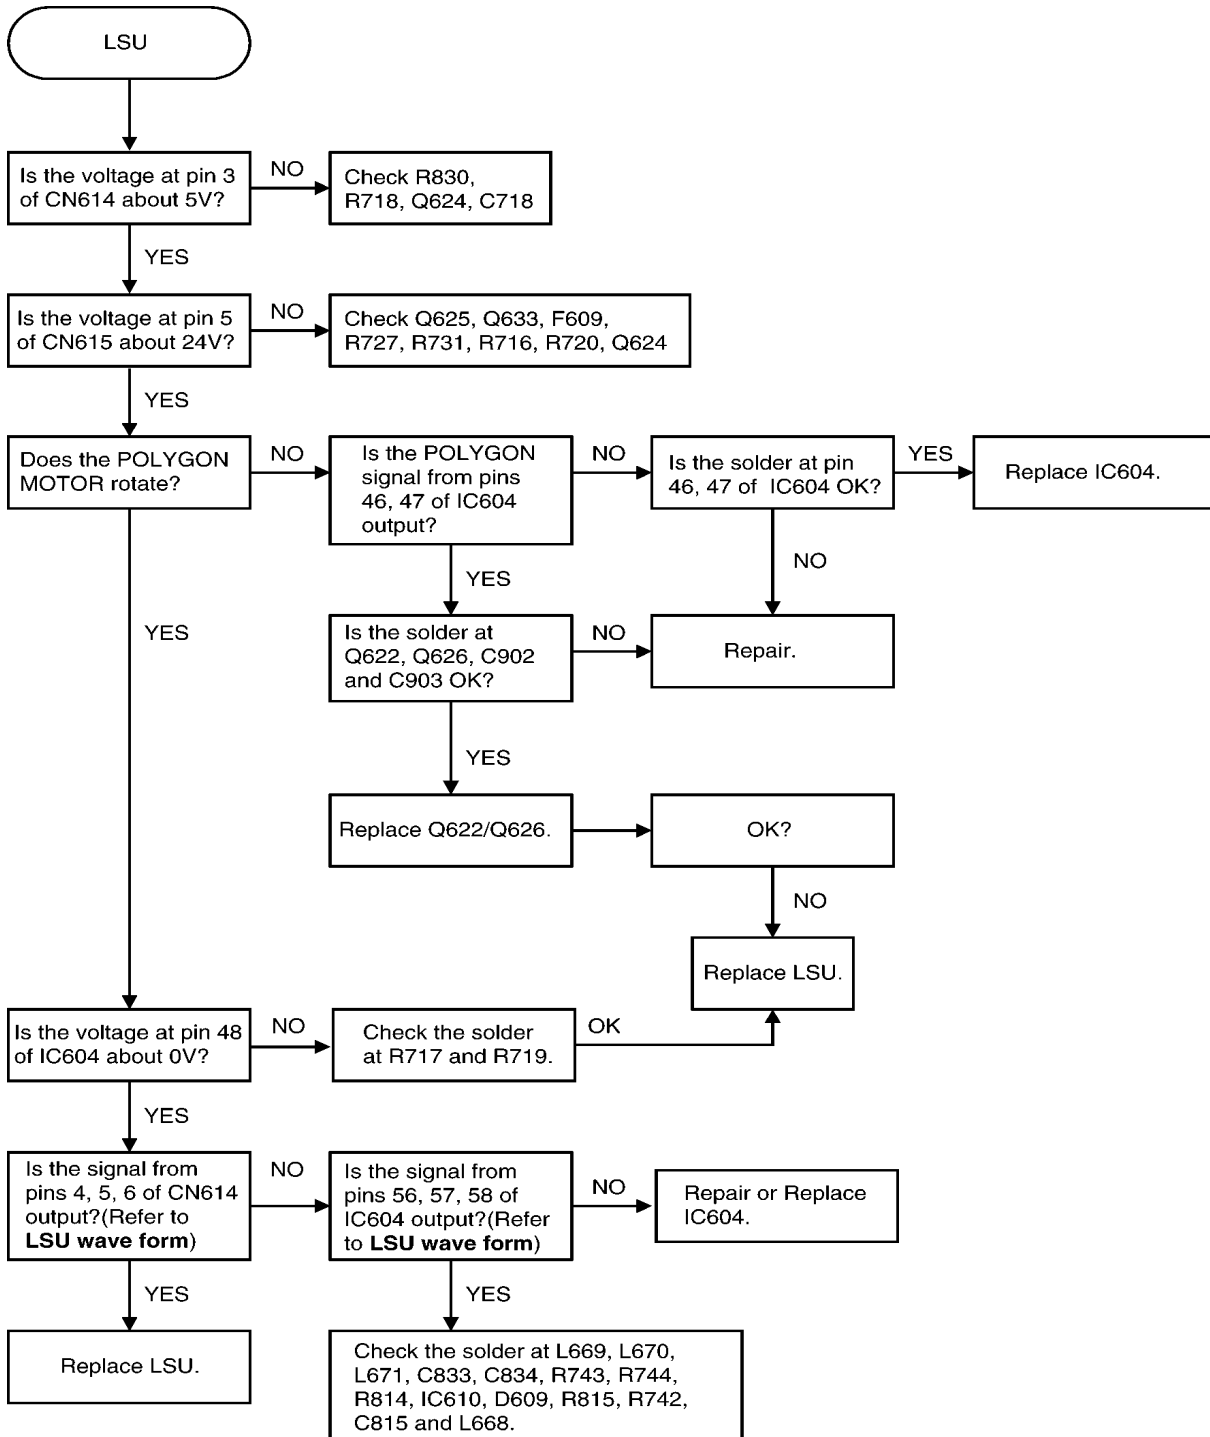 LSU
Is the voltage at pin 3
of CN614 about 5V?
NO
Check R830,
R718, Q624, C718
YES
Is the voltage at pin 5
of CN615 about 24V?
NO
Check Q625, Q633, F609,
R727, R731, R716, R720, Q624
YES
Does the POLYGON
MOTOR rotate?
NO
Is the POLYGON
signal from pins
46, 47 of IC604
output?
NO
Is the solder at pin
46, 47 of IC604 OK?
YES
Replace IC604.
YES
NO
YES
Is the solder at
Q622, Q626, C902
and C903 OK?
NO
Repair.
YES
Replace Q622/Q626.
OK?
NO
Replace LSU.
Is the voltage at pin 48
of IC604 about 0V?
NO
Check the solder
at R717 and R719.
OK
YES
Is the signal from
pins 4, 5, 6 of CN614
output?(Refer to
LSU wave form)
NO
Is the signal from
pins 56, 57, 58 of
IC604 output?(Refer
to LSU wave form)
NO
Repair or Replace
IC604.
YES
YES
Replace LSU.
Check the solder at L669, L670,
L671, C833, C834, R743, R744,
R814, IC610, D609, R815, R742,
C815 and L668.